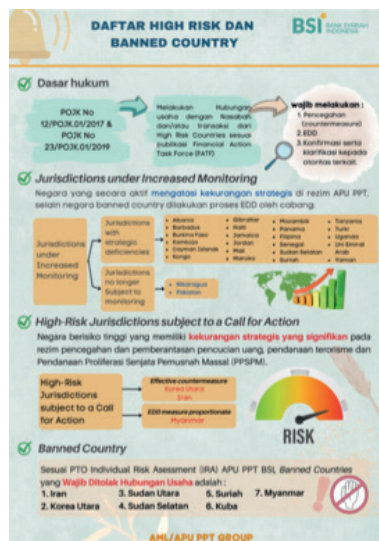 DAFTAR HIGH RISK DAN
BANNED COUNTRY
BSI BANK SYARIAH
INDONESIA
Dasar hukum
POJK No
12/POJK.01/2017 &
POJK No
23/POJK.01/2019
Melakukan Hubungan
usaha dengan Nasabah
dan/atau transaksi dari
High Risk Countries sesuai
publikasi Financial Action
Task Force (FATF)
wajib melakukan :
1. Pencegahan
(countermeasure)
2. EDD
3. Konfirmasi serta
klarifikasi kepada
otoritas terkait.
Jurisdictions under Increased Monitoring
Negara yang secara aktif mengatasi kekurangan strategis di rezim APU PPT,
selain negara banned country dilakukan proses EDD oleh cabang.
Jurisdictions
under
Increased
Monitoring
Jurisdictions
with
strategic
deficiencies
Albania
Barbados
Burkina Faso
Kamboja
Cayman Islands
Kongo
Gibraltar
Haiti
Jamaica
Jordan
Mali
Maroko
Mozambik
Panama
Filipina
Senegal
Sudan Selatan
Suriah
Tanzania
Turki
Uganda
Uni Emirat
Arab
Yaman
Jurisdictions
no longer
Subject to
monitoring
Nikaragua
Pakistan
High-Risk Jurisdictions subject to a Call for Action
Negara berisiko tinggi yang memiliki kekurangan strategis yang signifikan pada
rezim pencegahan dan pemberantasan pencucian uang, pendanaan terorisme dan
Pendanaan Proliferasi Senjata Pemusnah Massal (PPSPM).
High-Risk
Jurisdictions
subject to a Call
for Action
Effective countermeasure
Korea Utara
Iran
EDD measure proportionate
Myanmar
RISK
Banned Country
Sesuai PTO Individual Risk Asessment (IRA) APU PPT BSI, Banned Countries
yang Wajib Ditolak Hubungan Usaha adalah :
1. Iran 3. Sudan Utara 5. Suriah 7. Myanmar
2. Korea Utara 4. Sudan Selatan 6. Kuba
AML/APU PPT GROUP